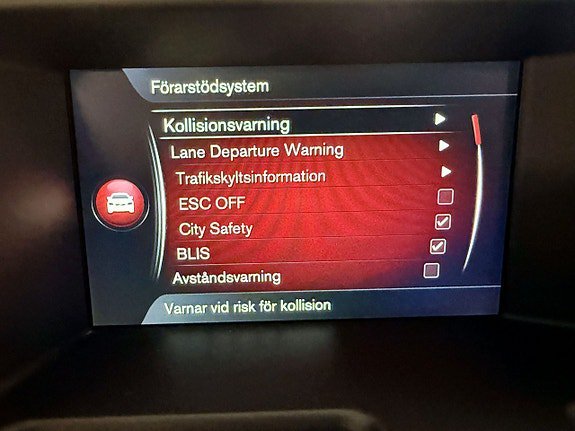 Förarstödsystem
Kollisionsvarning
Lane Departure Warning
Trafikskyltsinformation
ESC OFF
City Safety
BLIS
Avståndsvarning
Varnar vid risk för kollision